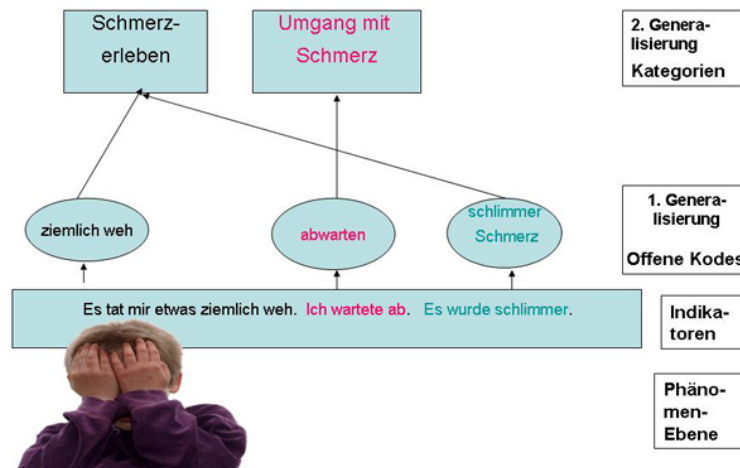 Schmerz-
erleben
Umgang mit
Schmerz
2. Genera-
lisierung
Kategorien
ziemlich weh
abwarten
schlimmer
Schmerz
1. Genera-
lisierung
Offene Kodes
Es tat mir etwas ziemlich weh. Ich wartete ab. Es wurde schlimmer.
Indika-
toren
Phäno-
men-
Ebene